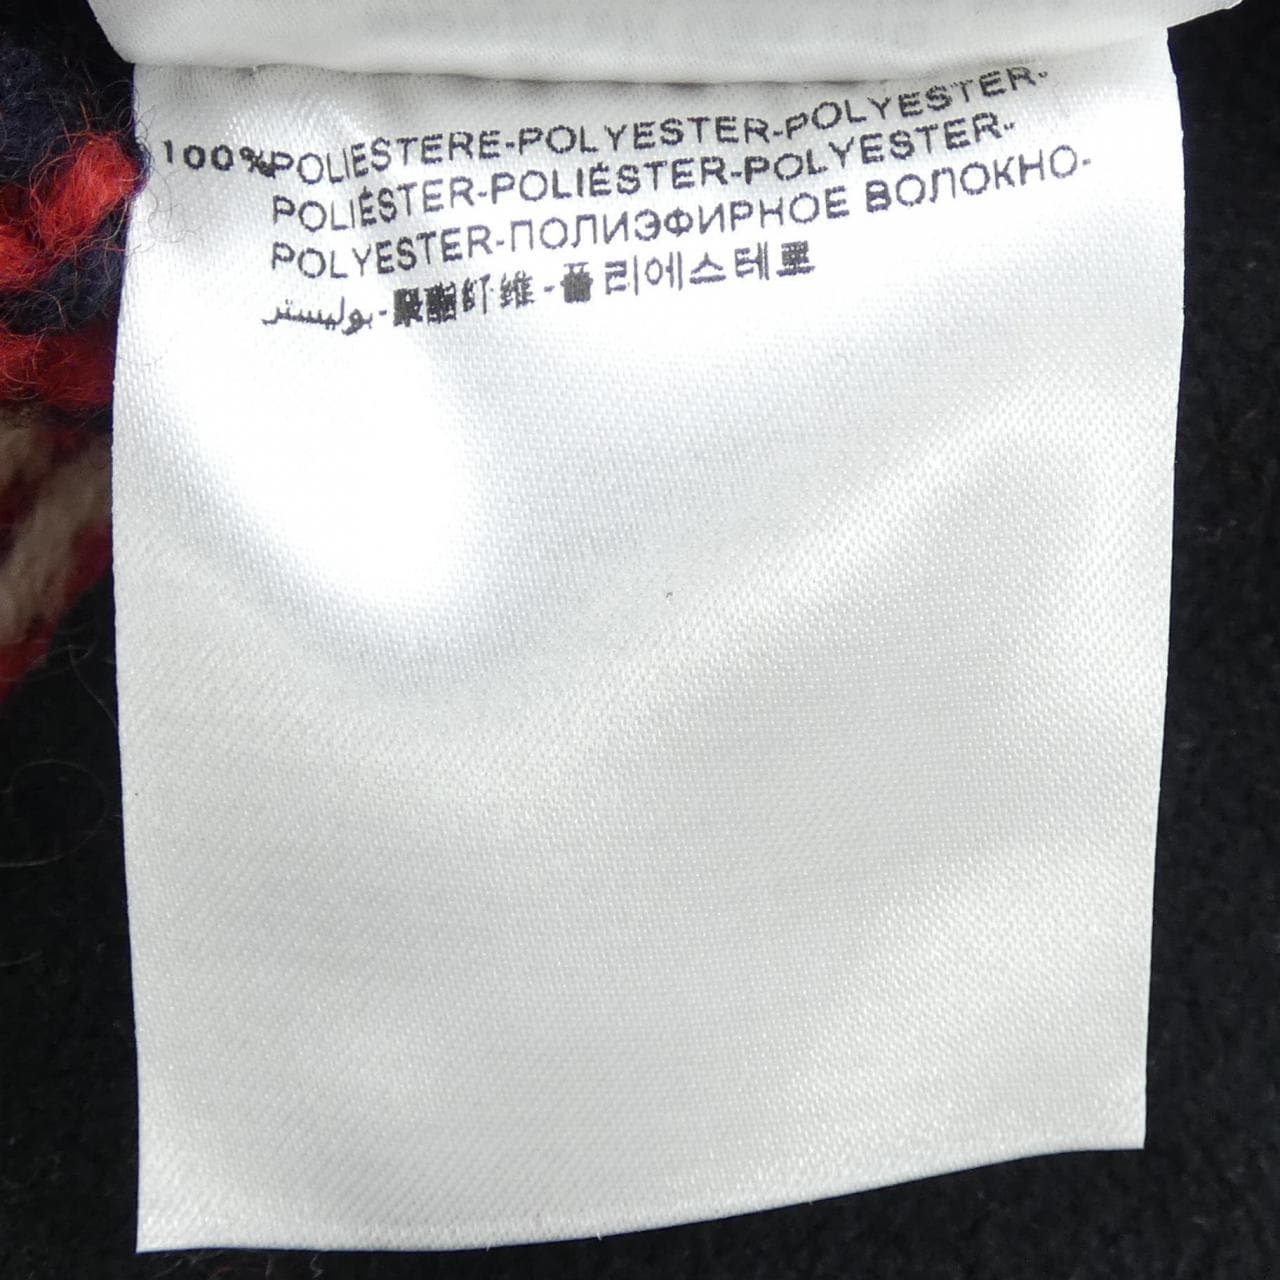 100%POLIESTERE-POLYESTER-POLYESTER-
POLIÉSTER-POLIÉSTER-POLYESTER-
POLYESTER-ПОЛИЭФИРНОЕ ВОЛОКНО-
بوليستر-聚酯纤维-폴리에스테르